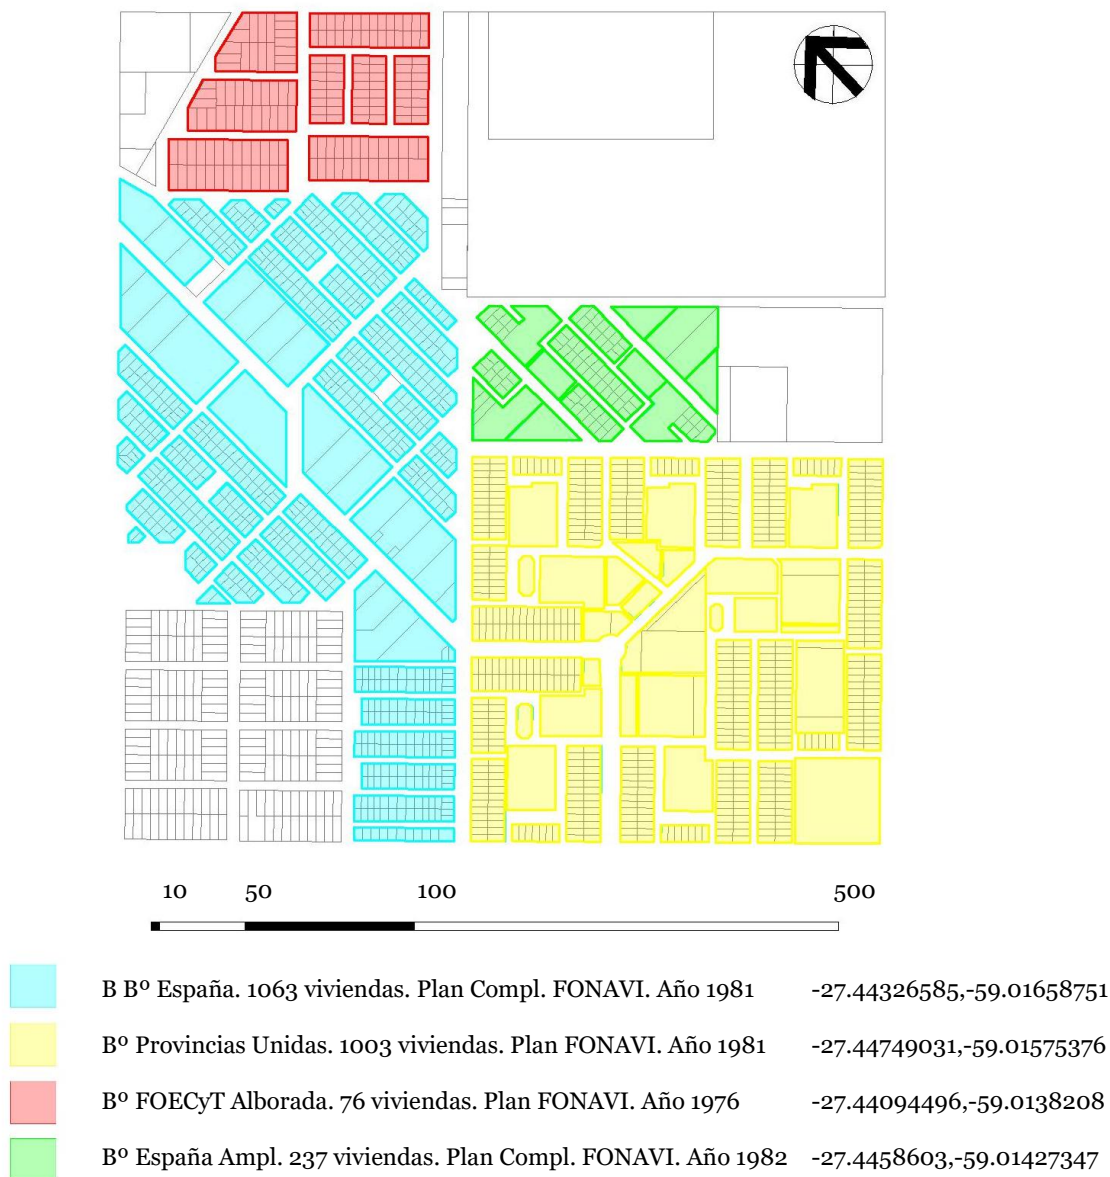 10 50 100 500
B Bº España. 1063 viviendas. Plan Compl. FONAVI. Año 1981 -27.44326585,-59.01658751
Bº Provincias Unidas. 1003 viviendas. Plan FONAVI. Año 1981 -27.44749031,-59.01575376
Bº FOECyT Alborada. 76 viviendas. Plan FONAVI. Año 1976 -27.44094496,-59.0138208
Bº España Ampl. 237 viviendas. Plan Compl. FONAVI. Año 1982 -27.4458603,-59.01427347